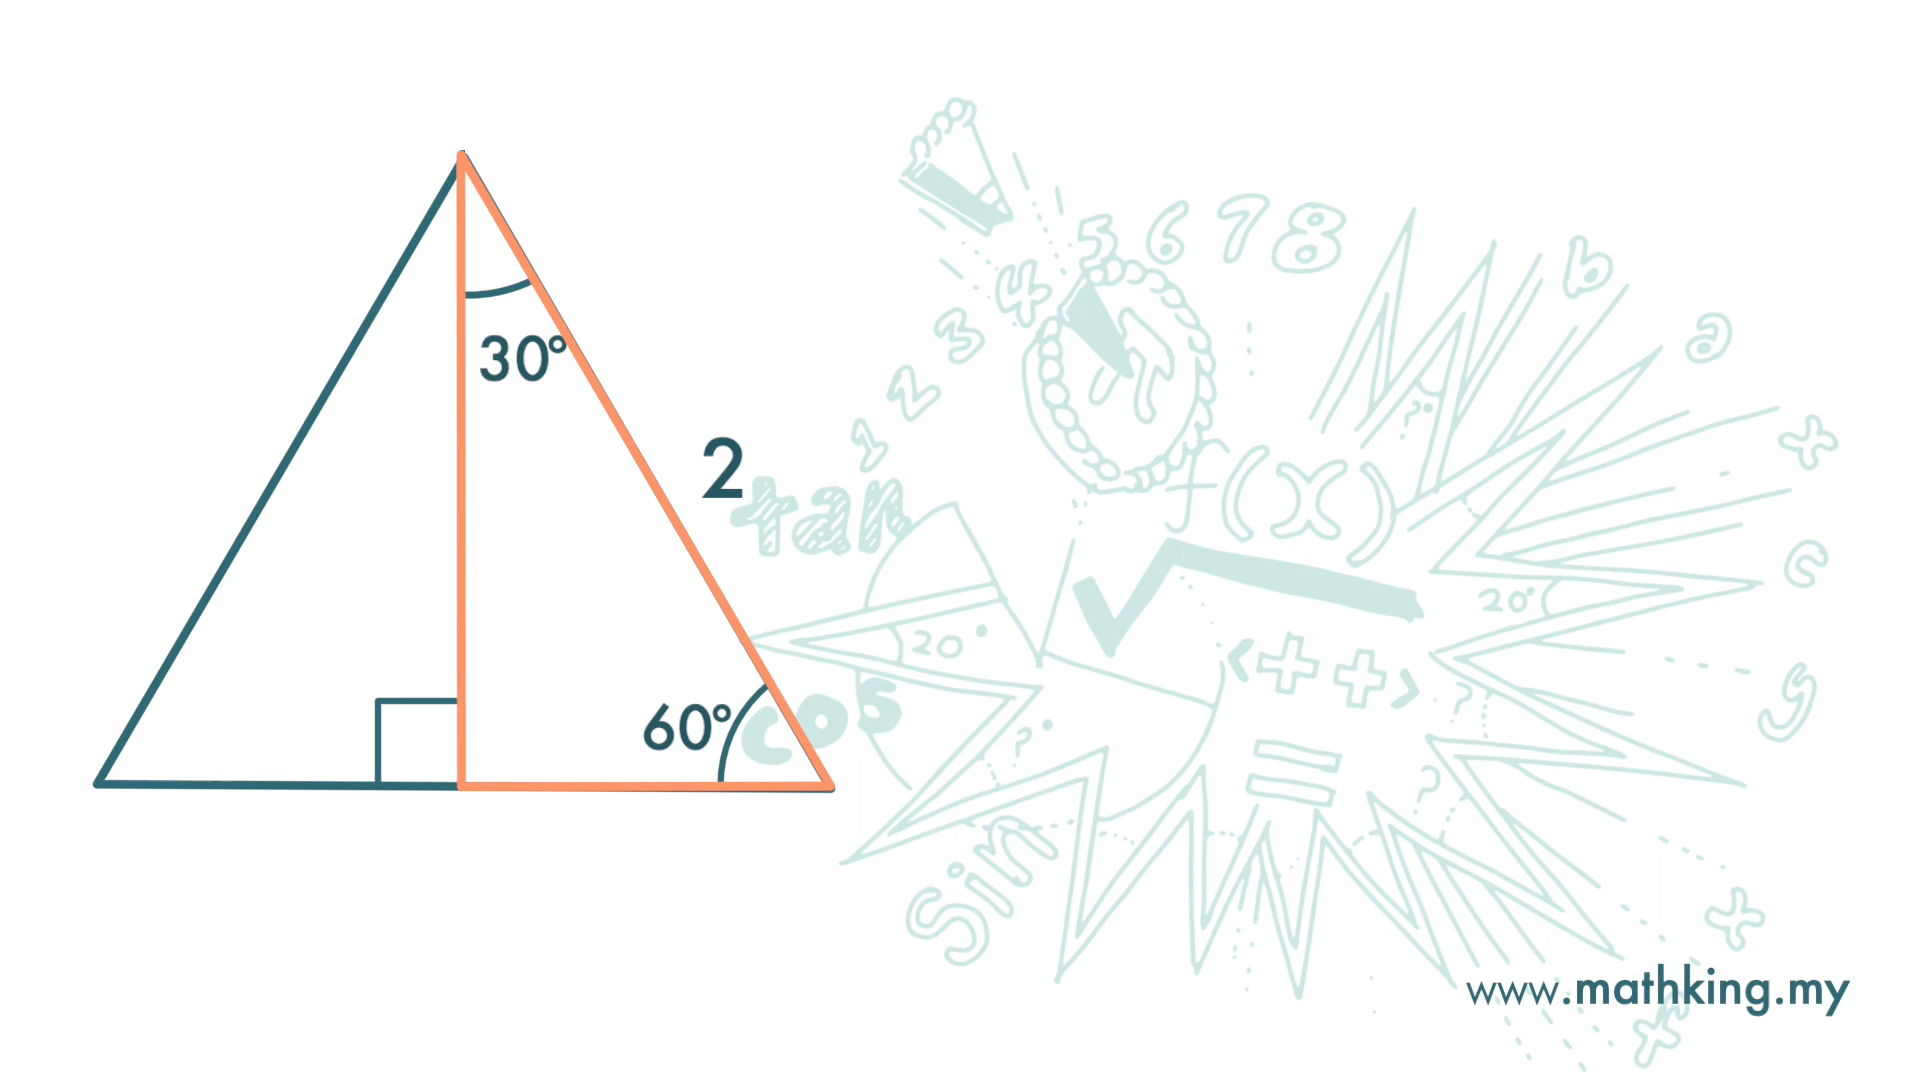 5 6 7 8
4
3
2
1
b
a
30°
?°
x
2
tan
f(x)
c
20°
20°
<++>
60°
cos
?
y
?°
=
?
sin
x
www.mathking.my
x
π
√